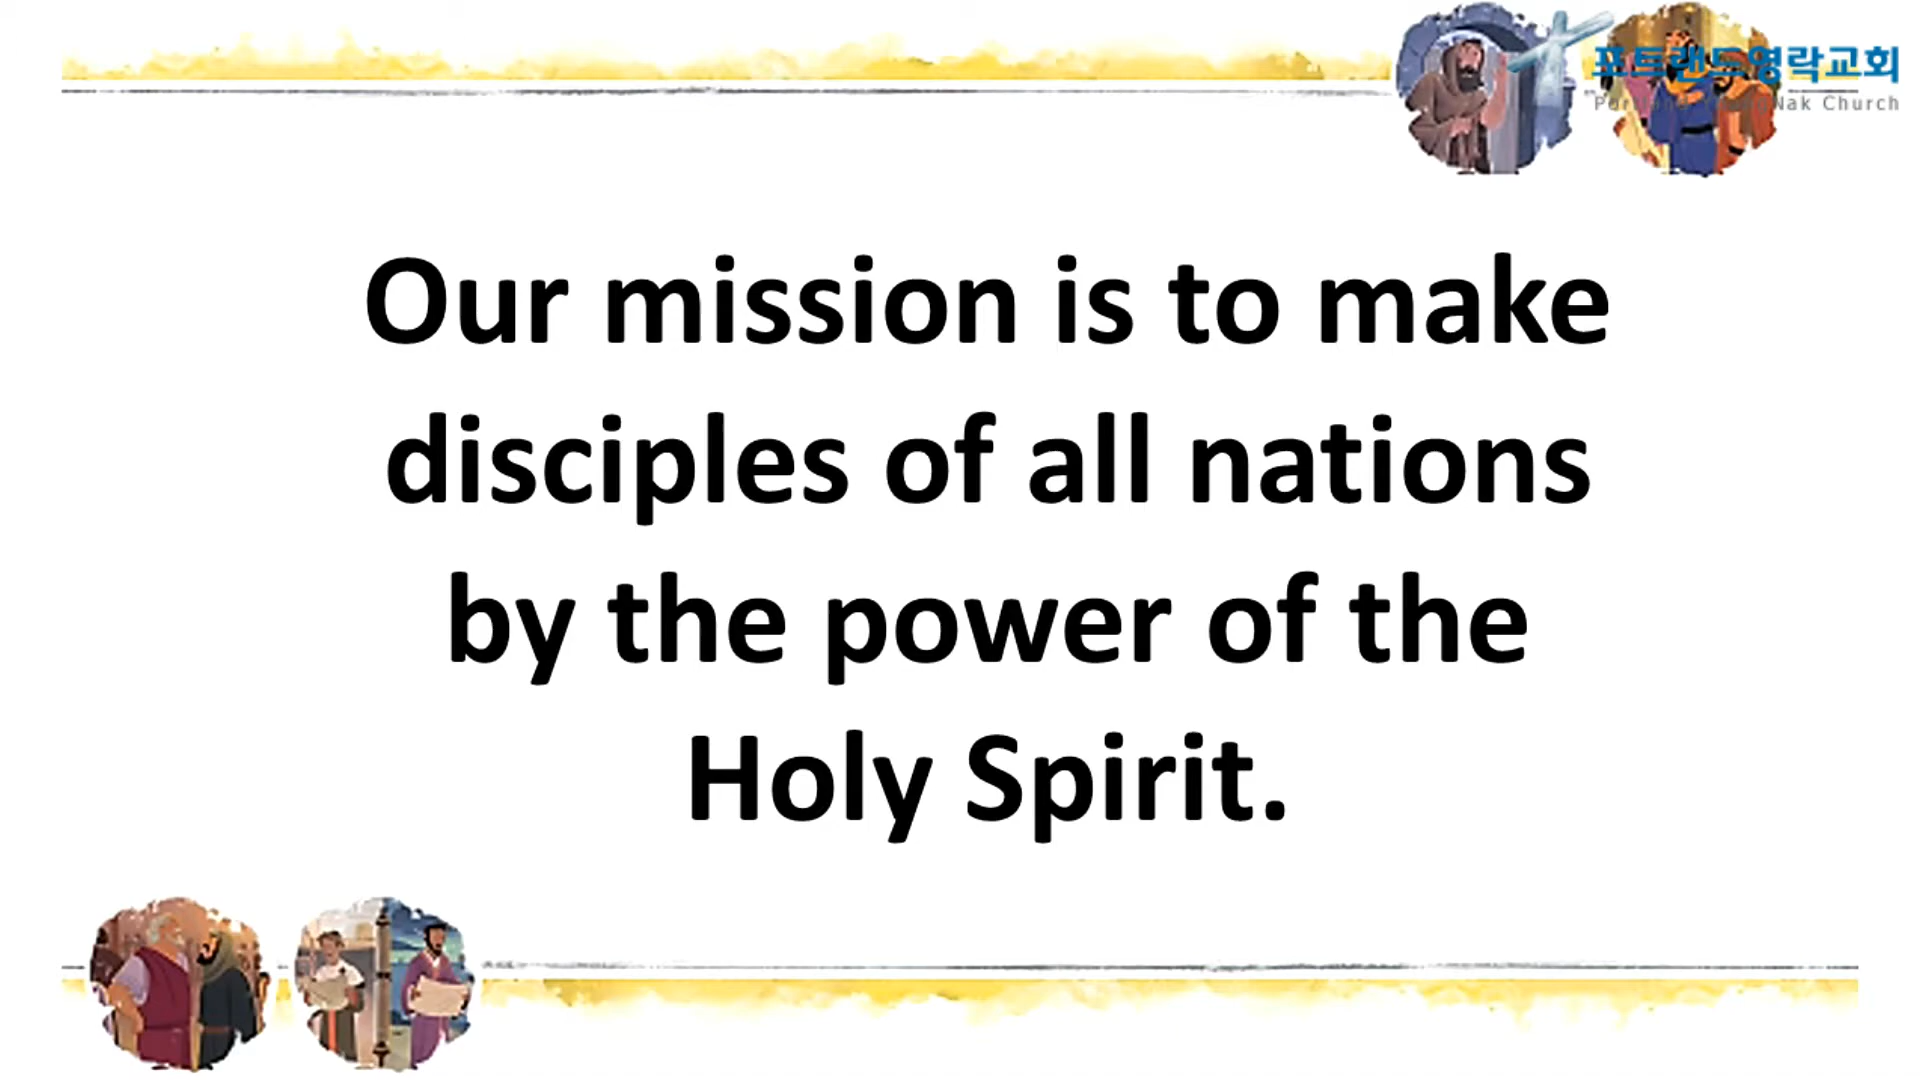 포트랜드영락교회
Nak Church
Our mission is to make
disciples of all nations
by the power of the
Holy Spirit.